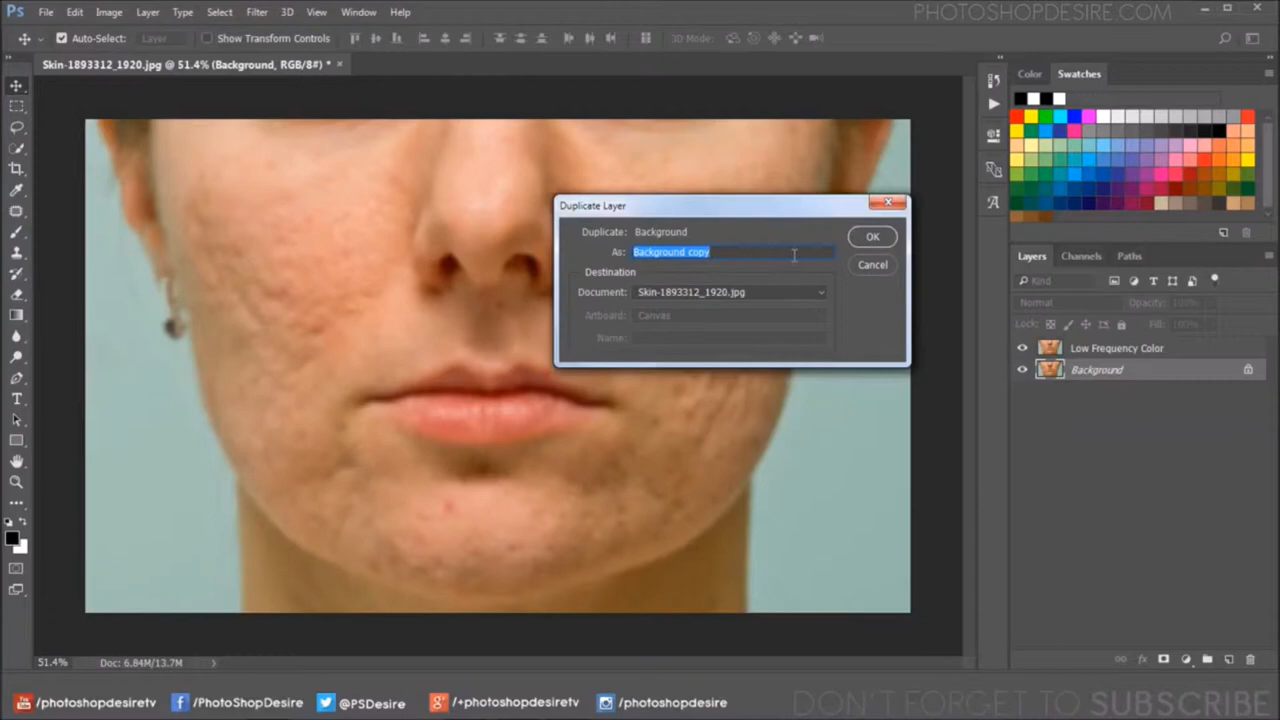 Ps File Edit Image Layer Type Select Filter 3D View Window Help
PHOTOSHOPDESIRE.COM
Auto-Select: Layer Show Transform Controls 3D Mode:
Skin-1893312_1920.jpg @ 51.4% (Background, RGB/8#) * ×
Color Swatches
Duplicate Layer
Duplicate: Background
OK
As: Background copy
Cancel
Destination
Document: Skin-1893312_1920.jpg
Artboard: Canvas
Name:
Layers Channels Paths
Kind
Normal Opacity: 100%
Lock: Fill: 100%
Low Frequency Color
Background
51.4% Doc: 6.84M/13.7M
You Tube /photoshopdesiretv /PhotoShopDesire @PSDesire /+photoshopdesiretv /photoshopdesire
DON'T FORGET TO SUBSCRIBE